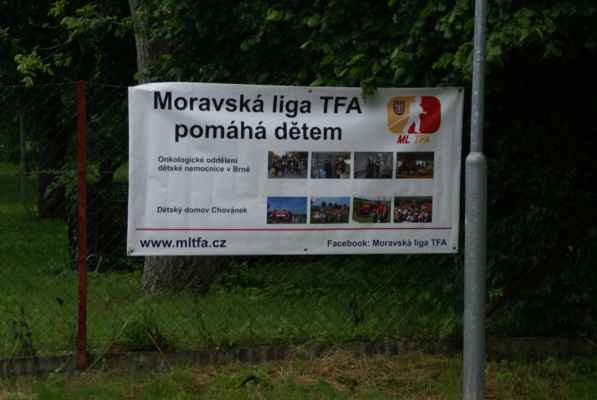 Moravská liga TFA
pomáhá dětem
ML TFA
Onkologické oddělení
dětské nemocnice v Brně
Dětský domov Chovánek
www.mltfa.cz
Facebook: Moravská liga TFA